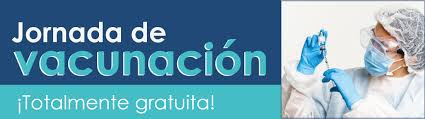 Jornada de
vacunación
¡Totalmente gratuita!